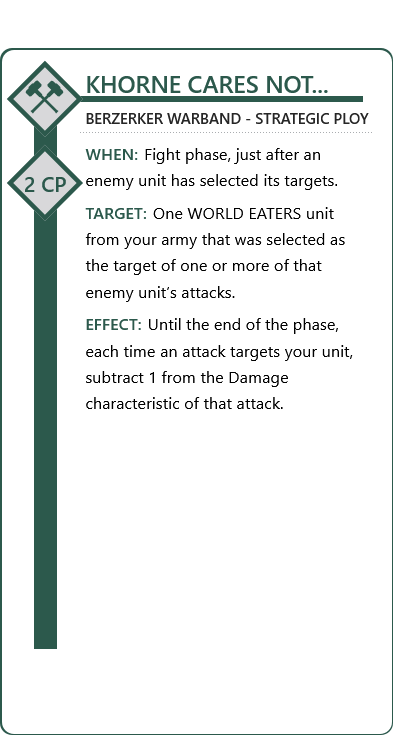 KHORNE CARES NOT...
BERZERKER WARBAND - STRATEGIC PLOY
2 CP
WHEN: Fight phase, just after an
enemy unit has selected its targets.
TARGET: One WORLD EATERS unit
from your army that was selected as
the target of one or more of that
enemy unit’s attacks.
EFFECT: Until the end of the phase,
each time an attack targets your unit,
subtract 1 from the Damage
characteristic of that attack.